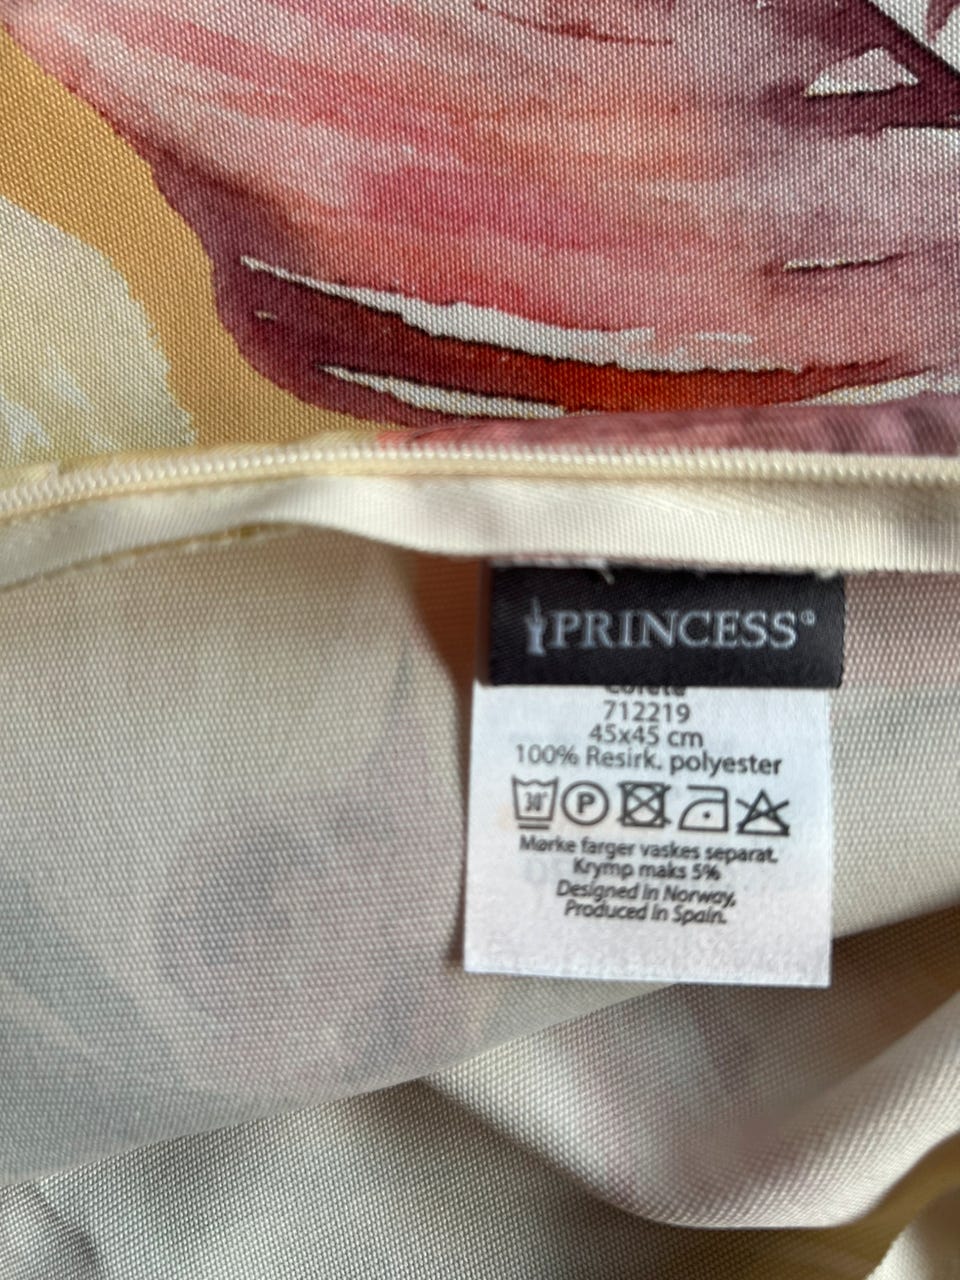 PRINCESS®
712219
45x45 cm
100% Resirk. polyester
30°
P
Mørke farger vaskes separat.
Krymp maks 5%
Designed in Norway,
Produced in Spain.